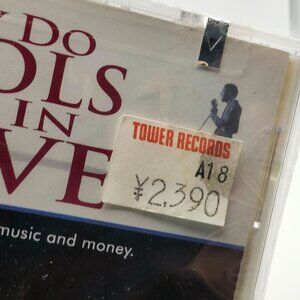 DO
OLS
IN
VE
TOWER RECORDS
A18
¥2,390
music and money.